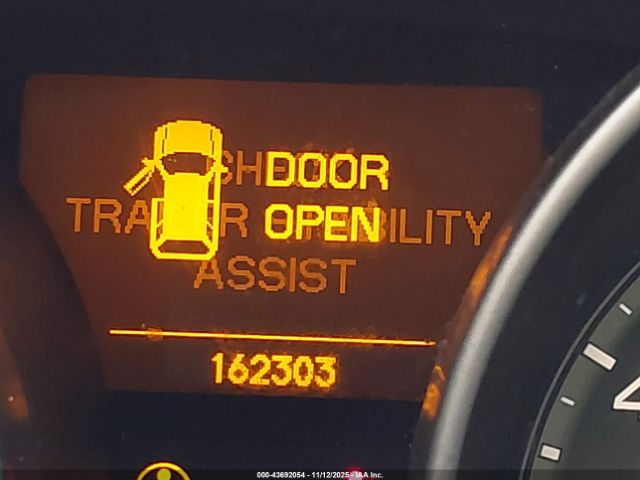 DOOR
OPEN
ASSIST
162303
000-43692054 - 11/12/2025 - IAA Inc.